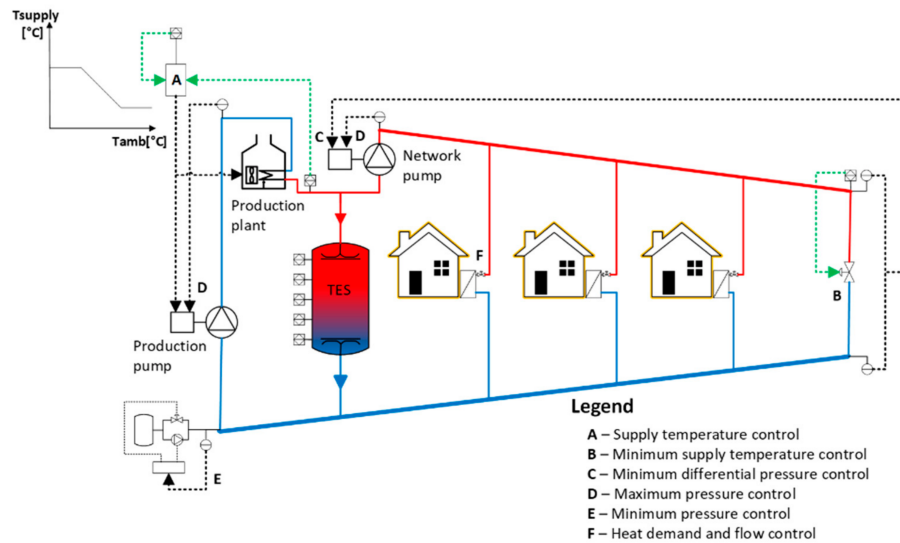 Tsupply
[°C]
A
Tamb[°C]
C
D
Network
pump
Production
plant
F
D
TES
B
Production
pump
E
Legend
A – Supply temperature control
B – Minimum supply temperature control
C – Minimum differential pressure control
D – Maximum pressure control
E – Minimum pressure control
F – Heat demand and flow control